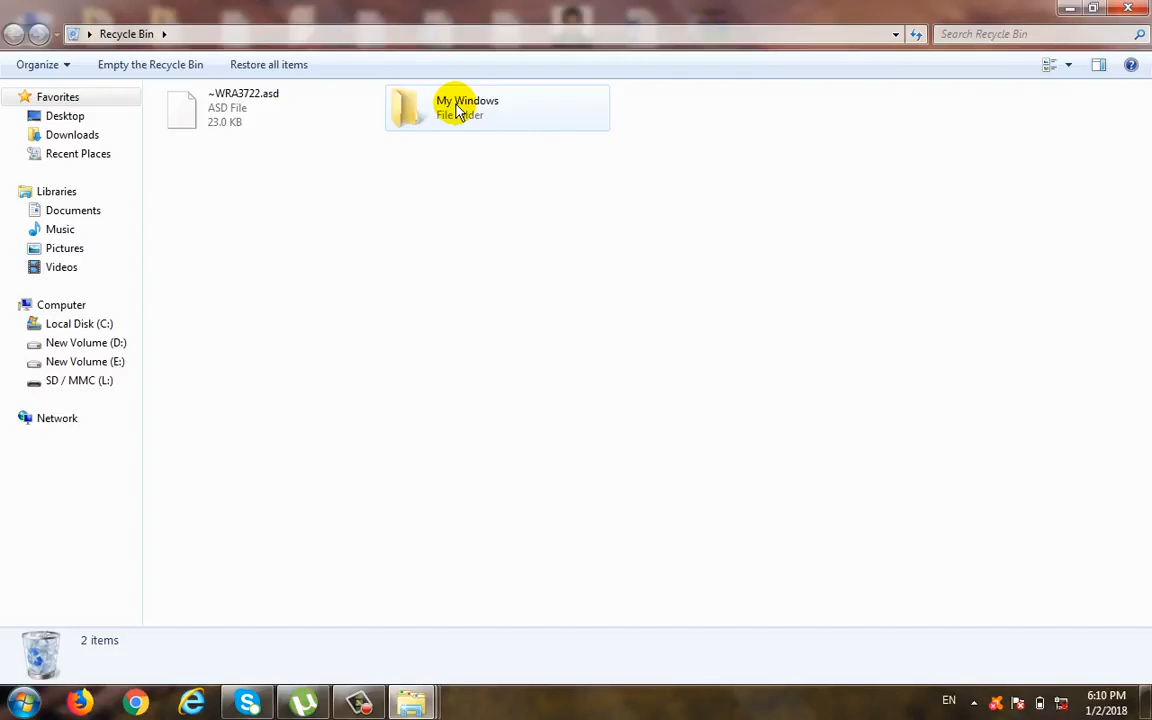 Recycle Bin
Search Recycle Bin
Organize
Empty the Recycle Bin
Restore all items
Favorites
Desktop
Downloads
Recent Places
Libraries
Documents
Music
Pictures
Videos
Computer
Local Disk (C:)
New Volume (D:)
New Volume (E:)
SD / MMC (L:)
Network
~WRA3722.asd
ASD File
23.0 KB
My Windows
File folder
2 items
EN
6:10 PM
1/2/2018